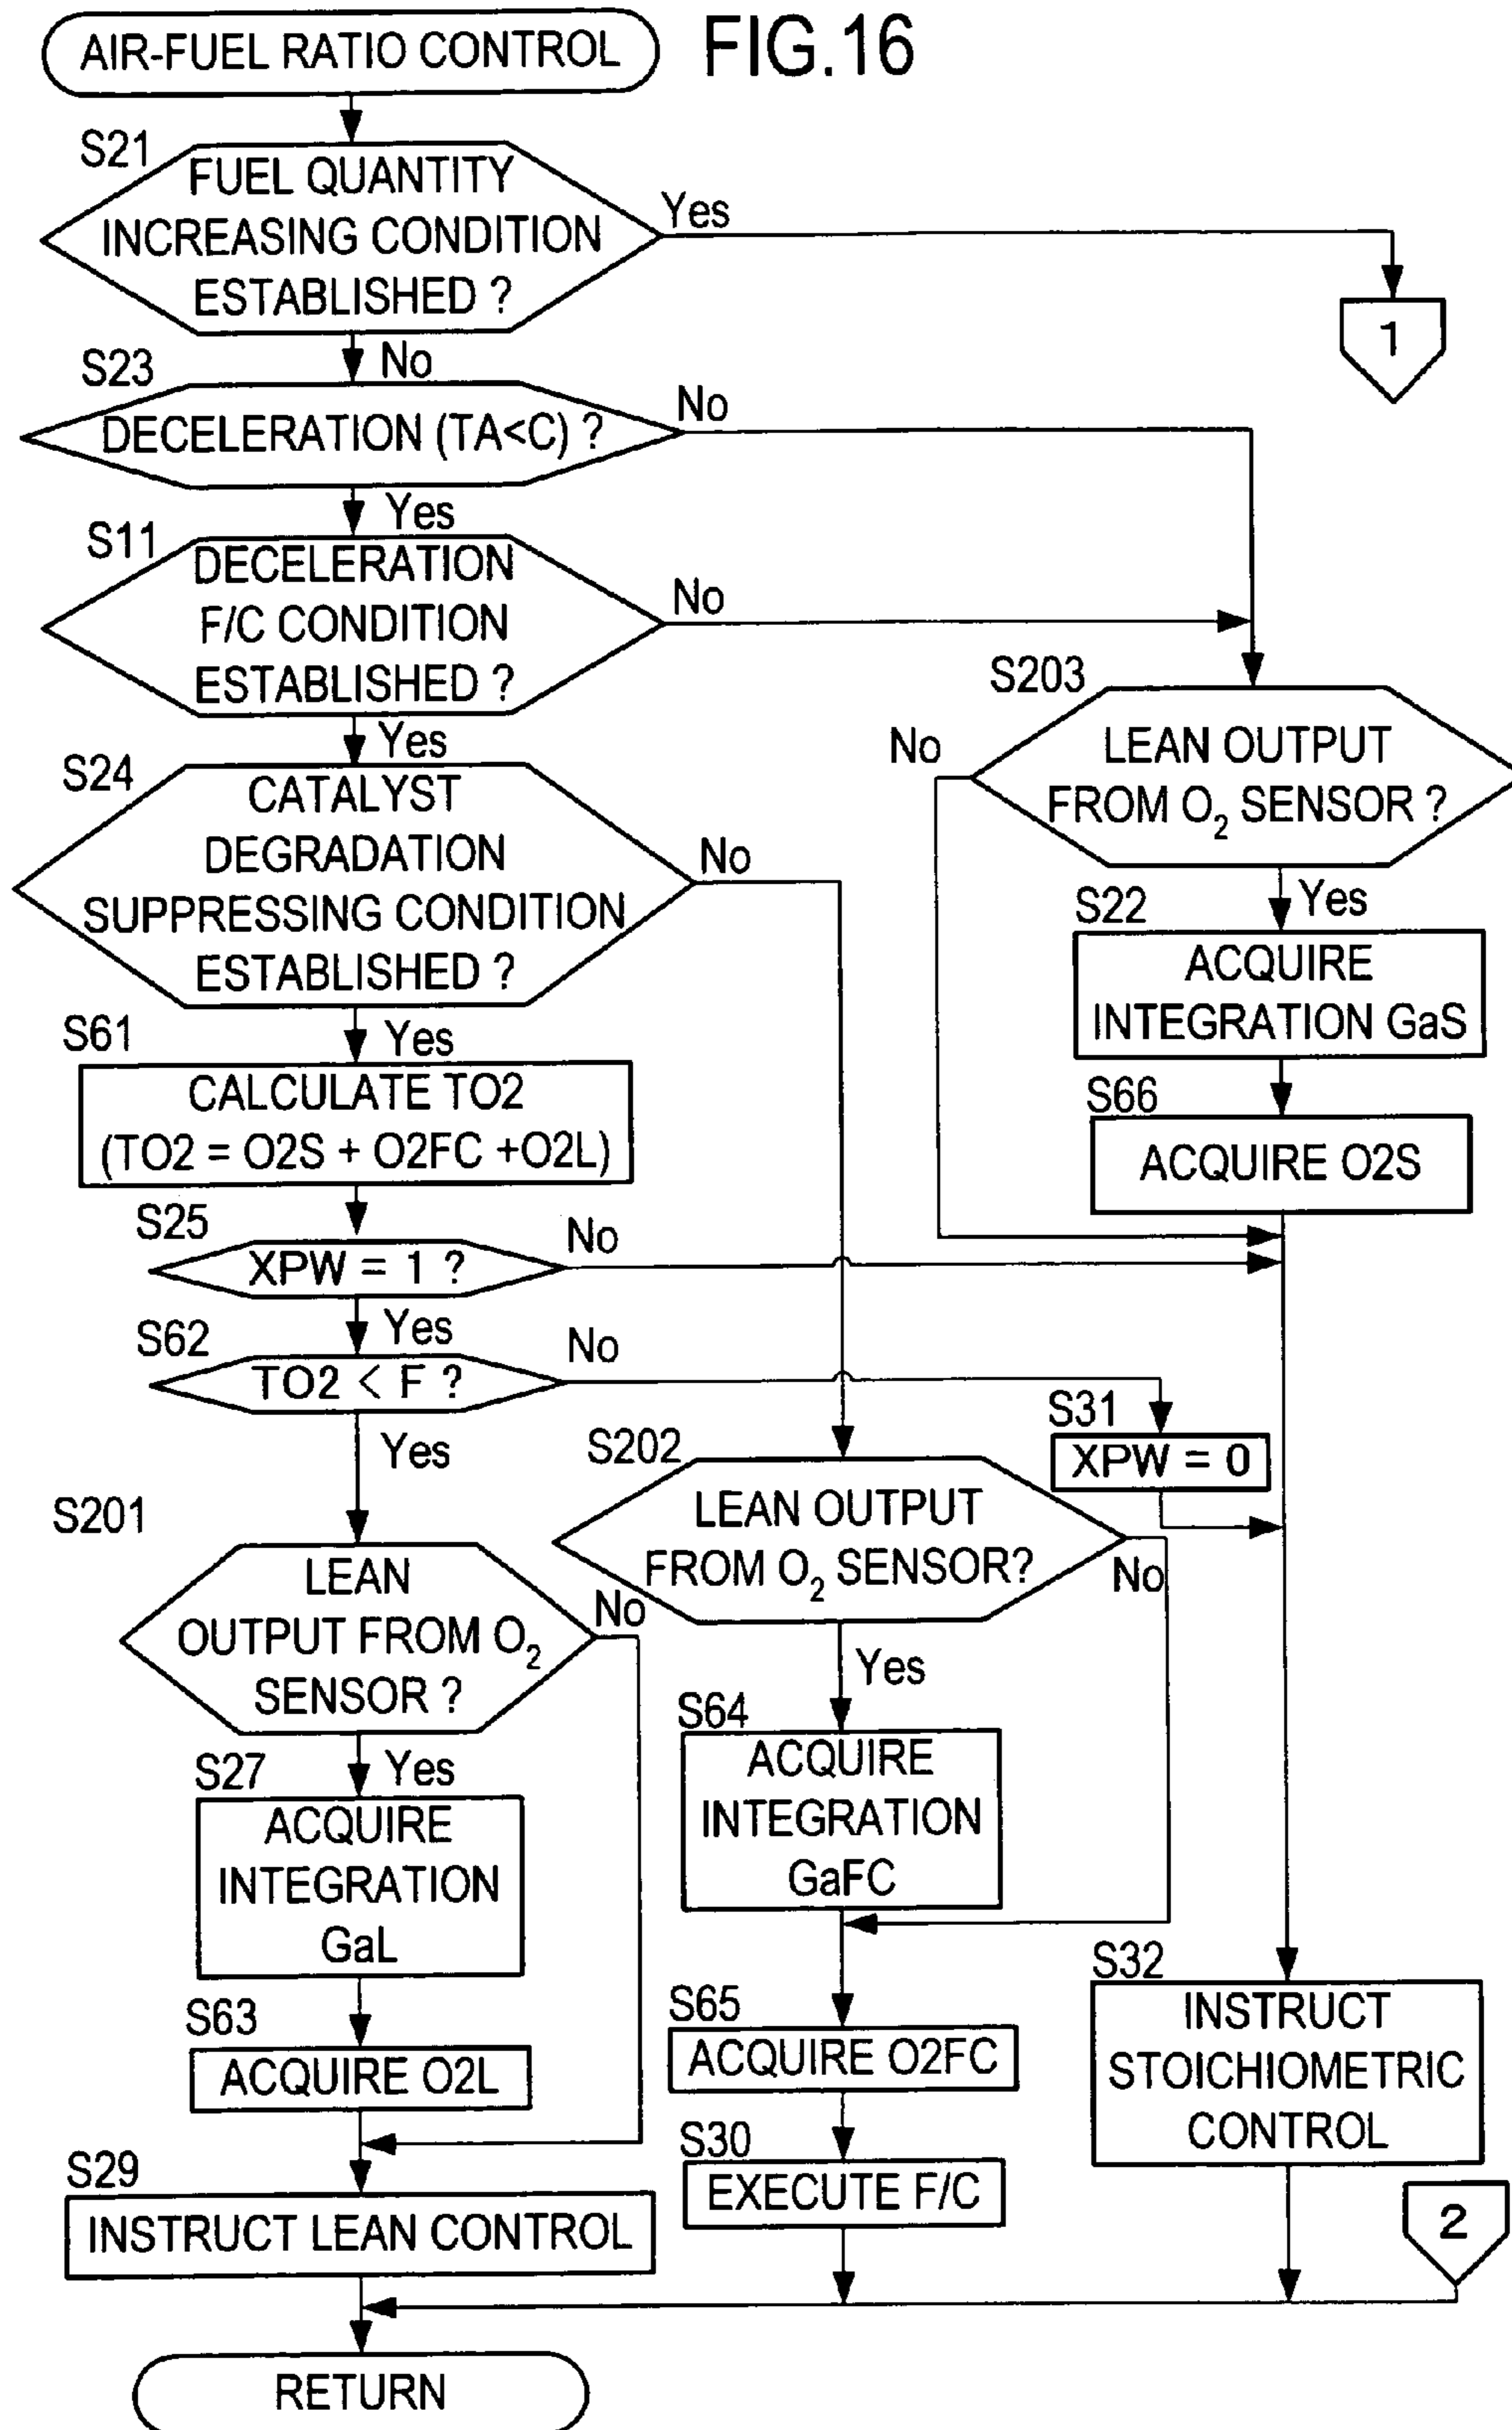 AIR-FUEL RATIO CONTROL
FIG.16
S21
FUEL QUANTITY
INCREASING CONDITION
ESTABLISHED ?
Yes
1
No
S23
DECELERATION (TA<C) ?
No
Yes
S11
DECELERATION
F/C CONDITION
ESTABLISHED ?
No
Yes
S203
LEAN OUTPUT
FROM O₂ SENSOR ?
No
Yes
S24
CATALYST
DEGRADATION
SUPPRESSING CONDITION
ESTABLISHED ?
No
Yes
S22
ACQUIRE
INTEGRATION GaS
S66
ACQUIRE O2S
S61
CALCULATE TO2
(TO2 = O2S + O2FC +O2L)
S25
XPW = 1 ?
No
Yes
S62
TO2 < F ?
No
Yes
S31
XPW = 0
S202
LEAN OUTPUT
FROM O₂ SENSOR?
No
Yes
S201
LEAN
OUTPUT FROM O₂
SENSOR ?
No
Yes
S64
ACQUIRE
INTEGRATION
GaFC
S27
ACQUIRE
INTEGRATION
GaL
S63
ACQUIRE O2L
S65
ACQUIRE O2FC
S32
INSTRUCT
STOICHIOMETRIC
CONTROL
S30
EXECUTE F/C
S29
INSTRUCT LEAN CONTROL
2
RETURN